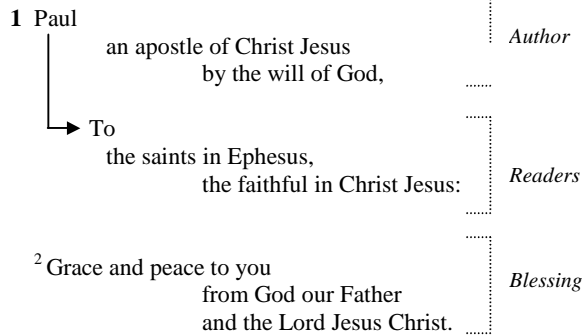 1 Paul
an apostle of Christ Jesus
Author
by the will of God,
To
the saints in Ephesus,
the faithful in Christ Jesus:
Readers
2 Grace and peace to you
from God our Father
Blessing
and the Lord Jesus Christ.